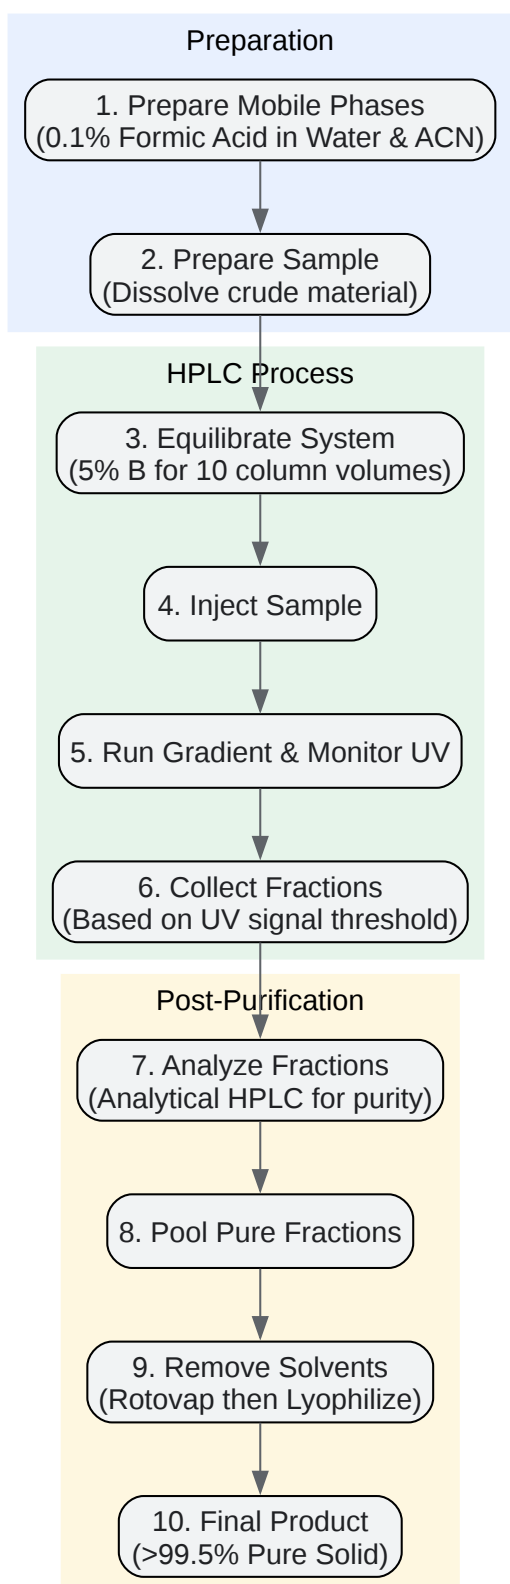 Preparation
1. Prepare Mobile Phases
(0.1% Formic Acid in Water & ACN)
2. Prepare Sample
(Dissolve crude material)
HPLC Process
3. Equilibrate System
(5% B for 10 column volumes)
4. Inject Sample
5. Run Gradient & Monitor UV
6. Collect Fractions
(Based on UV signal threshold)
Post-Purification
7. Analyze Fractions
(Analytical HPLC for purity)
8. Pool Pure Fractions
9. Remove Solvents
(Rotovap then Lyophilize)
10. Final Product
(>99.5% Pure Solid)